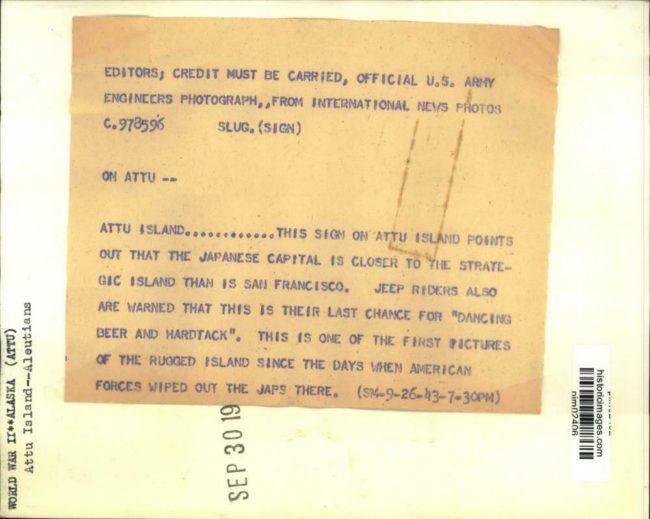 EDITORS; CREDIT MUST BE CARRIED, OFFICIAL U.S. ARMY
ENGINEERS PHOTOGRAPH,,FROM INTERNATIONAL NEWS PHOTOS
C.978596 SLUG.(SIGN)
ON ATTU --
ATTU ISLAND............THIS SIGN ON ATTU ISLAND POINTS
OUT THAT THE JAPANESE CAPITAL IS CLOSER TO THE STRATE-
GIC ISLAND THAN IS SAN FRANCISCO. JEEP RIDERS ALSO
ARE WARNED THAT THIS IS THEIR LAST CHANCE FOR "DANCING
BEER AND HARDTACK". THIS IS ONE OF THE FIRST PICTURES
OF THE RUGGED ISLAND SINCE THE DAYS WHEN AMERICAN
FORCES WIPED OUT THE JAPS THERE. (SM-9-26-43-7-30PM)
WORLD WAR II**ALASKA (ATTU)
Attu Island--Aleutians
SEP 30 19
historicimages.com
nlm02406